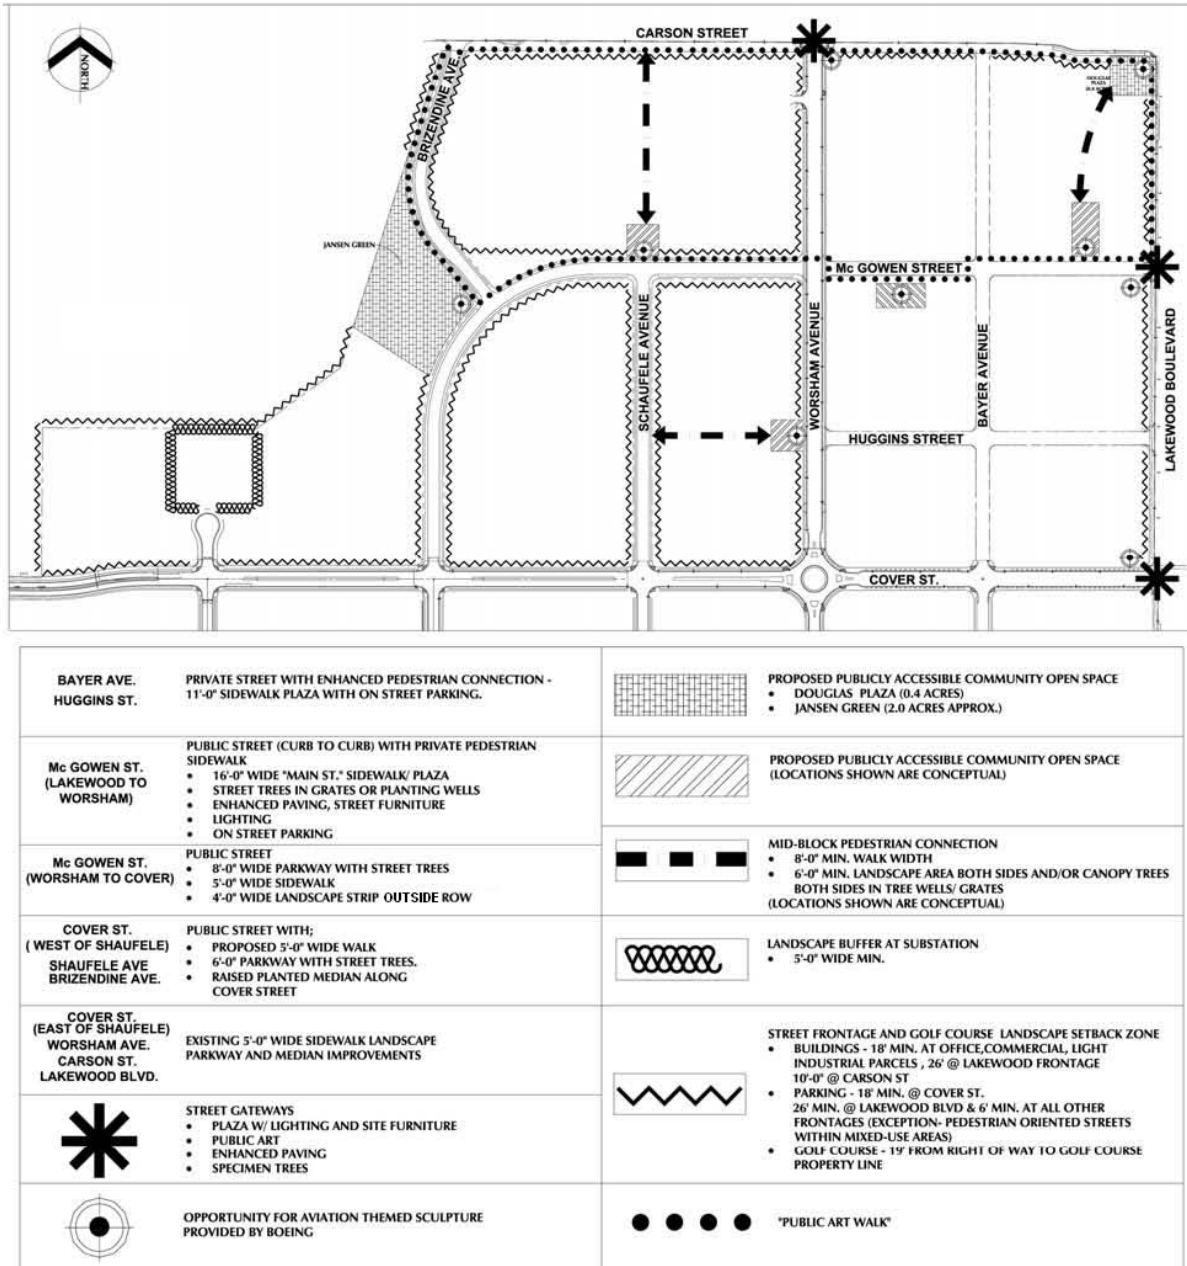 NORTH
CARSON STREET
BRIZENDINE AVE.
DOUGLAS
PLAZA
JANSEN GREEN
Mc GOWEN STREET
SCHAUFELE AVENUE
WORSHAM AVENUE
BAYER AVENUE
LAKEWOOD BOULEVARD
HUGGINS STREET
COVER ST.
BAYER AVE.
HUGGINS ST.
PRIVATE STREET WITH ENHANCED PEDESTRIAN CONNECTION -
11'-0" SIDEWALK PLAZA WITH ON STREET PARKING.
Mc GOWEN ST.
(LAKEWOOD TO
WORSHAM)
PUBLIC STREET (CURB TO CURB) WITH PRIVATE PEDESTRIAN
SIDEWALK
• 16'-0" WIDE "MAIN ST." SIDEWALK/ PLAZA
• STREET TREES IN GRATES OR PLANTING WELLS
• ENHANCED PAVING, STREET FURNITURE
• LIGHTING
• ON STREET PARKING
Mc GOWEN ST.
(WORSHAM TO COVER)
PUBLIC STREET
• 8'-0" WIDE PARKWAY WITH STREET TREES
• 5'-0" WIDE SIDEWALK
• 4'-0" WIDE LANDSCAPE STRIP OUTSIDE ROW
COVER ST.
( WEST OF SHAUFELE)
SHAUFELE AVE
BRIZENDINE AVE.
PUBLIC STREET WITH;
• PROPOSED 5'-0" WIDE WALK
• 6'-0" PARKWAY WITH STREET TREES.
• RAISED PLANTED MEDIAN ALONG
COVER STREET
COVER ST.
(EAST OF SHAUFELE)
WORSHAM AVE.
CARSON ST.
LAKEWOOD BLVD.
EXISTING 5'-0" WIDE SIDEWALK LANDSCAPE
PARKWAY AND MEDIAN IMPROVEMENTS
STREET GATEWAYS
• PLAZA W/ LIGHTING AND SITE FURNITURE
• PUBLIC ART
• ENHANCED PAVING
• SPECIMEN TREES
OPPORTUNITY FOR AVIATION THEMED SCULPTURE
PROVIDED BY BOEING
PROPOSED PUBLICLY ACCESSIBLE COMMUNITY OPEN SPACE
• DOUGLAS PLAZA (0.4 ACRES)
• JANSEN GREEN (2.0 ACRES APPROX.)
PROPOSED PUBLICLY ACCESSIBLE COMMUNITY OPEN SPACE
(LOCATIONS SHOWN ARE CONCEPTUAL)
MID-BLOCK PEDESTRIAN CONNECTION
• 8'-0" MIN. WALK WIDTH
• 6'-0" MIN. LANDSCAPE AREA BOTH SIDES AND/OR CANOPY TREES
BOTH SIDES IN TREE WELLS/ GRATES
(LOCATIONS SHOWN ARE CONCEPTUAL)
LANDSCAPE BUFFER AT SUBSTATION
• 5'-0" WIDE MIN.
STREET FRONTAGE AND GOLF COURSE LANDSCAPE SETBACK ZONE
• BUILDINGS - 18' MIN. AT OFFICE,COMMERCIAL, LIGHT
INDUSTRIAL PARCELS , 26' @ LAKEWOOD FRONTAGE
10'-0" @ CARSON ST
• PARKING - 18' MIN. @ COVER ST.
26' MIN. @ LAKEWOOD BLVD & 6' MIN. AT ALL OTHER
FRONTAGES (EXCEPTION- PEDESTRIAN ORIENTED STREETS
WITHIN MIXED-USE AREAS)
• GOLF COURSE - 19' FROM RIGHT OF WAY TO GOLF COURSE
PROPERTY LINE
"PUBLIC ART WALK"